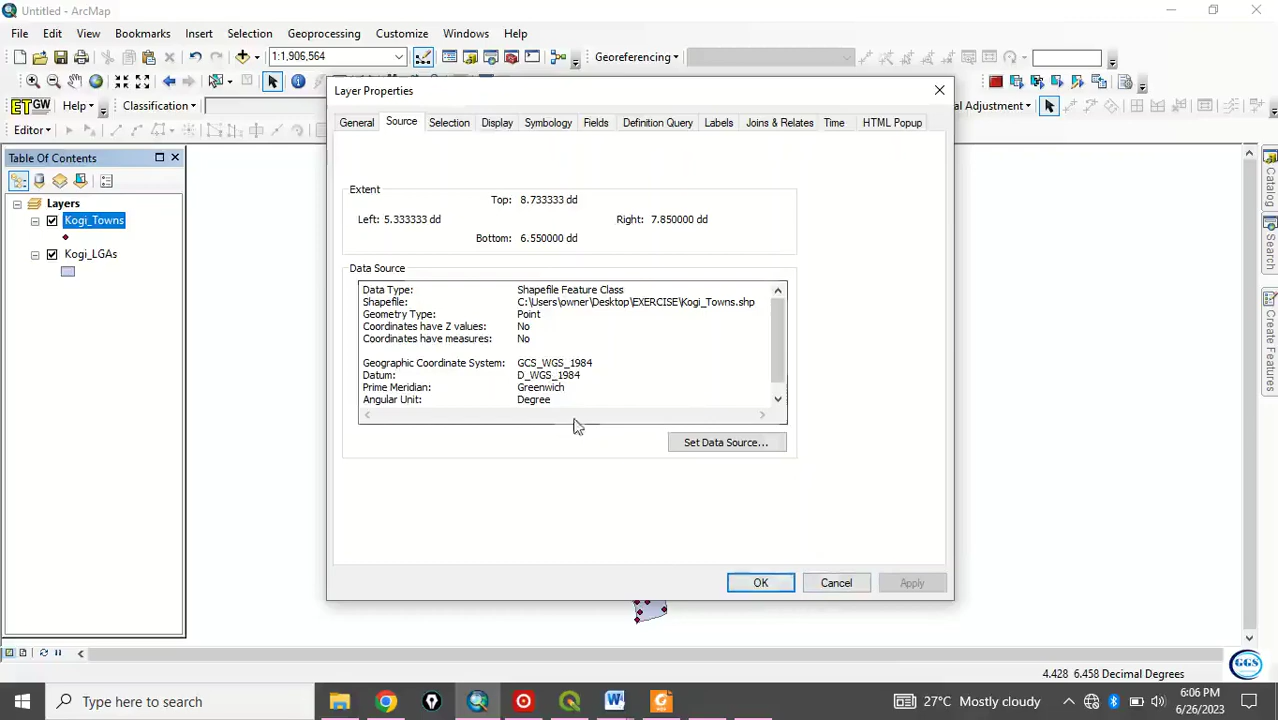 Untitled - ArcMap
File Edit View Bookmarks Insert Selection Geoprocessing Customize Windows Help
1:1,906,564 Georeferencing
ETGW Help Classification al Adjustment
Editor
Layer Properties
General Source Selection Display Symbology Fields Definition Query Labels Joins & Relates Time HTML Popup
Table Of Contents
Layers
Kogi_Towns
Kogi_LGAs
Extent
Top: 8.733333 dd
Left: 5.333333 dd Right: 7.850000 dd
Bottom: 6.550000 dd
Data Source
Data Type: Shapefile Feature Class
Shapefile: C:\Users\owner\Desktop\EXERCISE\Kogi_Towns.shp
Geometry Type: Point
Coordinates have Z values: No
Coordinates have measures: No
Geographic Coordinate System: GCS_WGS_1984
Datum: D_WGS_1984
Prime Meridian: Greenwich
Angular Unit: Degree
Set Data Source...
OK Cancel Apply
Catalog
Search
Create Features
4.428 6.458 Decimal Degrees
GGS
Type here to search
27°C Mostly cloudy
6:06 PM
6/26/2023